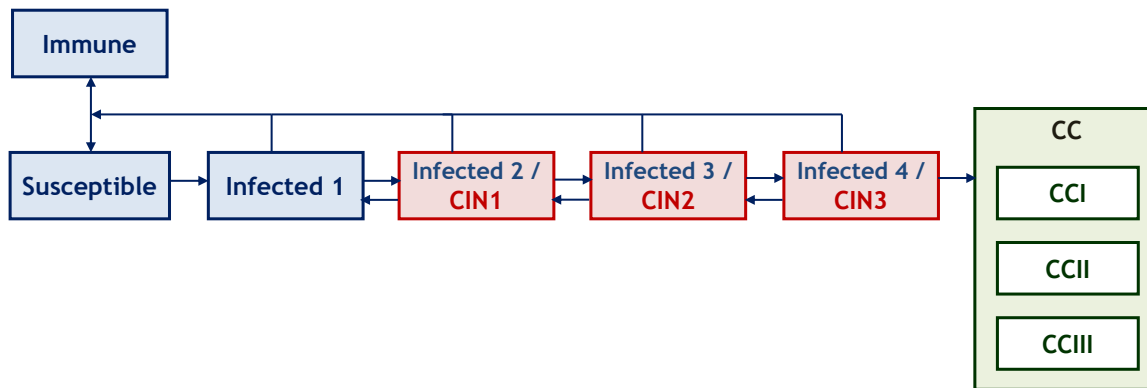 Immune
Susceptible
Infected 1
Infected 2 /
CIN1
Infected 3 /
CIN2
Infected 4 /
CIN3
CC
CCI
CCII
CCIII